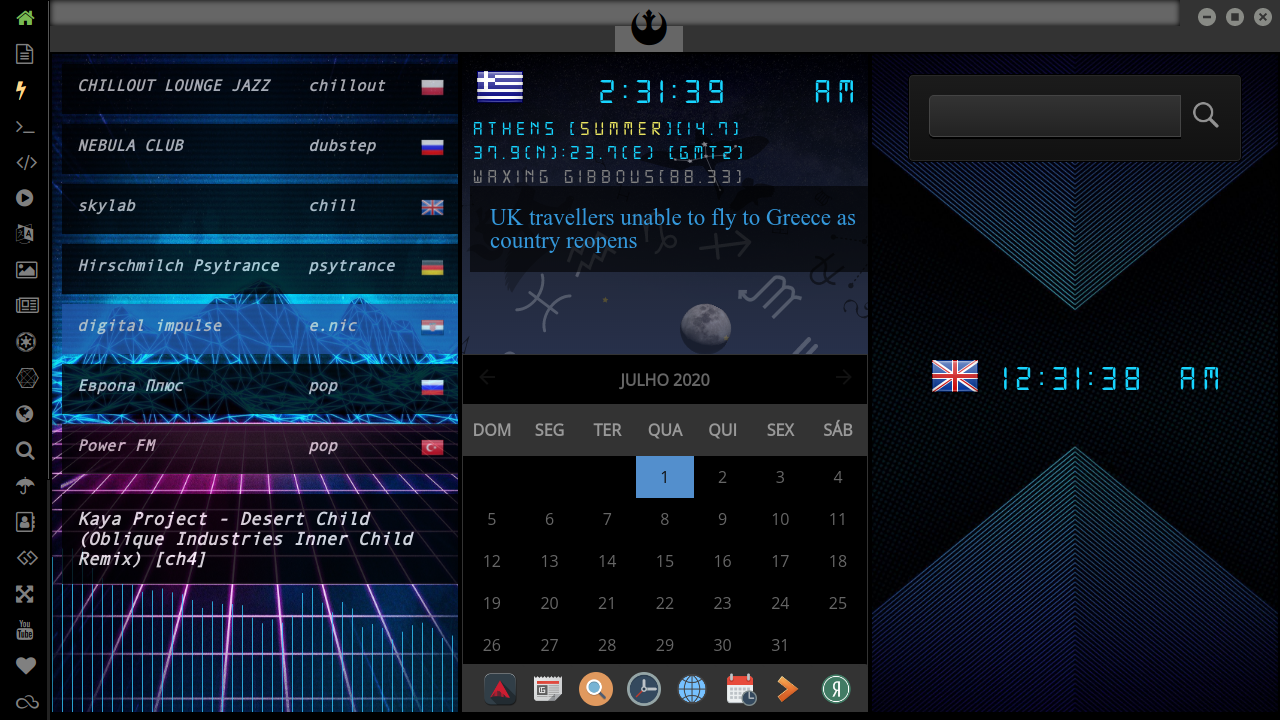 CHILLOUT LOUNGE JAZZ chillout
NEBULA CLUB dubstep
skylab chill
Hirschmilch Psytrance psytrance
digital impulse e.nic
Европа Плюс pop
Power FM pop
Kaya Project - Desert Child
(Oblique Industries Inner Child
Remix) [ch4]
2:31:39 AM
ATHENS [SUMMER][14.7]
37.9(N):23.7(E) [GMT2]
WAXING GIBBOUS[88.33]
UK travellers unable to fly to Greece as
country reopens
JULHO 2020
DOM SEG TER QUA QUI SEX SÁB
1 2 3 4
5 6 7 8 9 10 11
12 13 14 15 16 17 18
19 20 21 22 23 24 25
26 27 28 29 30 31
12:31:38 AM
You
Tube
Я